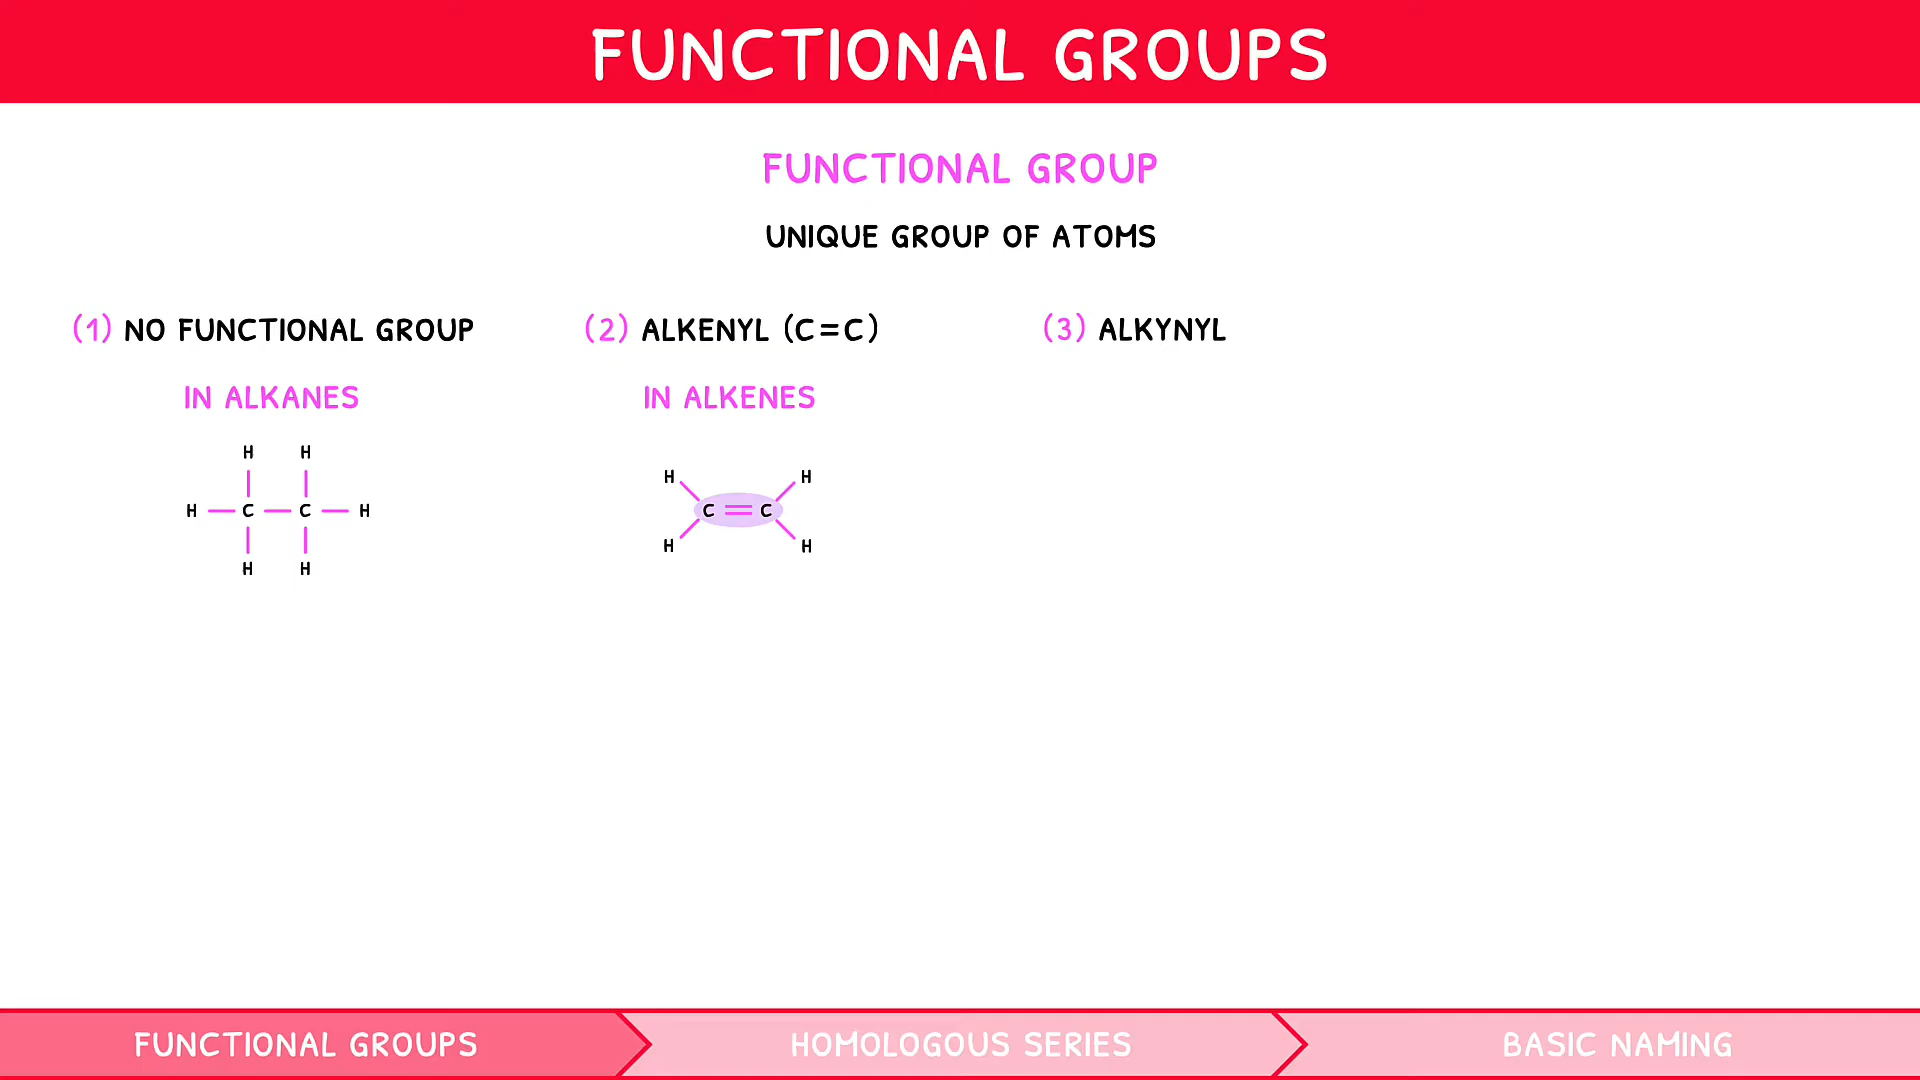 FUNCTIONAL GROUPS
FUNCTIONAL GROUP
UNIQUE GROUP OF ATOMS
(1) NO FUNCTIONAL GROUP
IN ALKANES
H H
H C C H
H H
(2) ALKENYL (C=C)
IN ALKENES
H H
C = C
H H
(3) ALKYNYL
FUNCTIONAL GROUPS
HOMOLOGOUS SERIES
BASIC NAMING